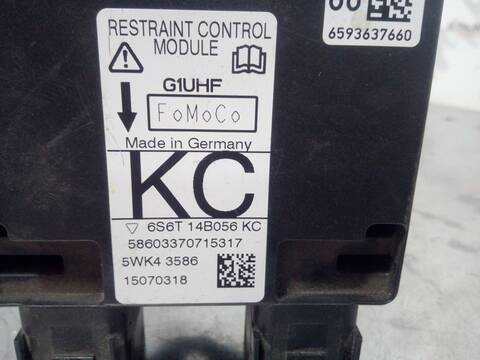 RESTRAINT CONTROL
MODULE
G1UHF
FoMoCo
Made in Germany
KC
6S6T 14B056 KC
58603370715317
5WK4 3586
15070318
6593637660